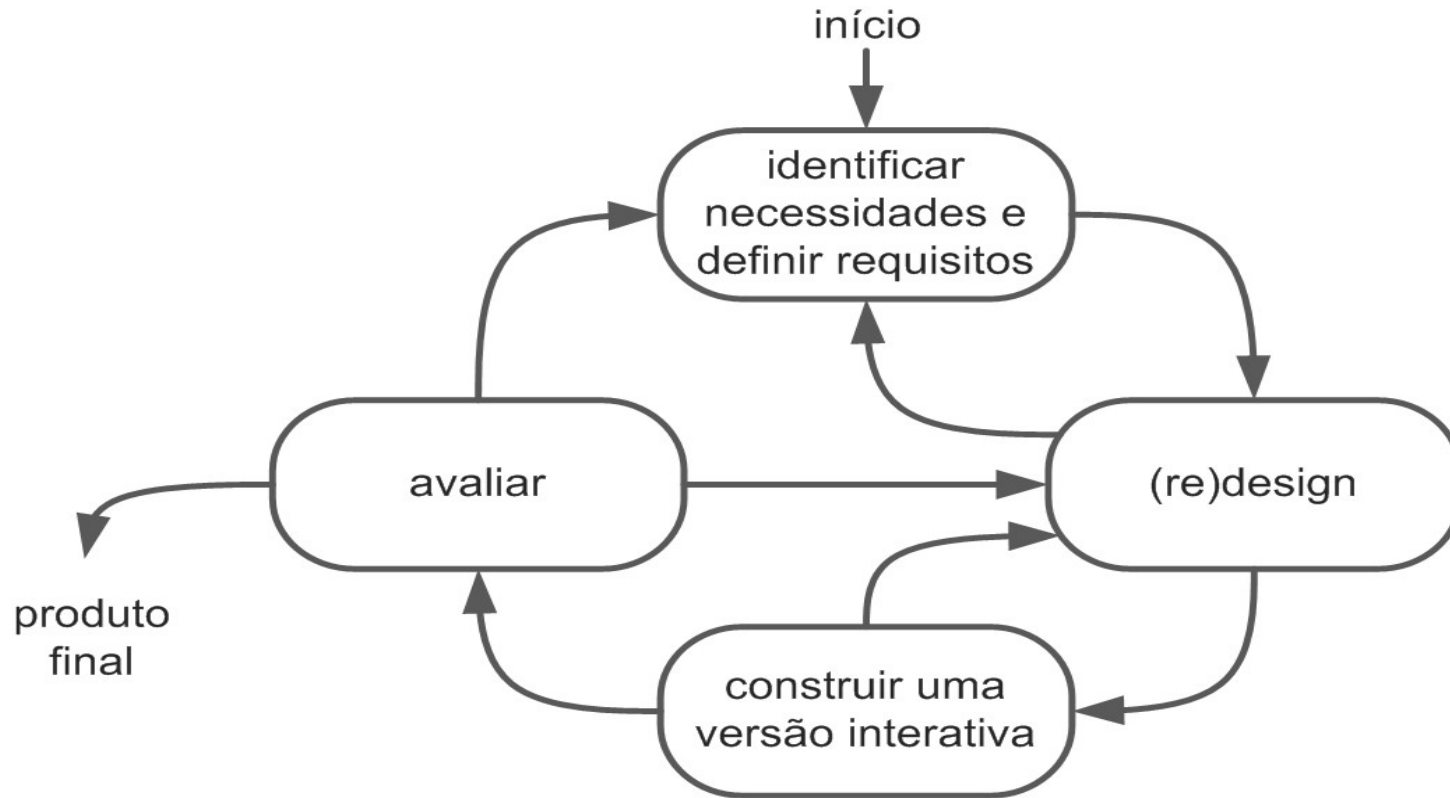 início
identificar
necessidades e
definir requisitos
avaliar
(re)design
produto
final
construir uma
versão interativa